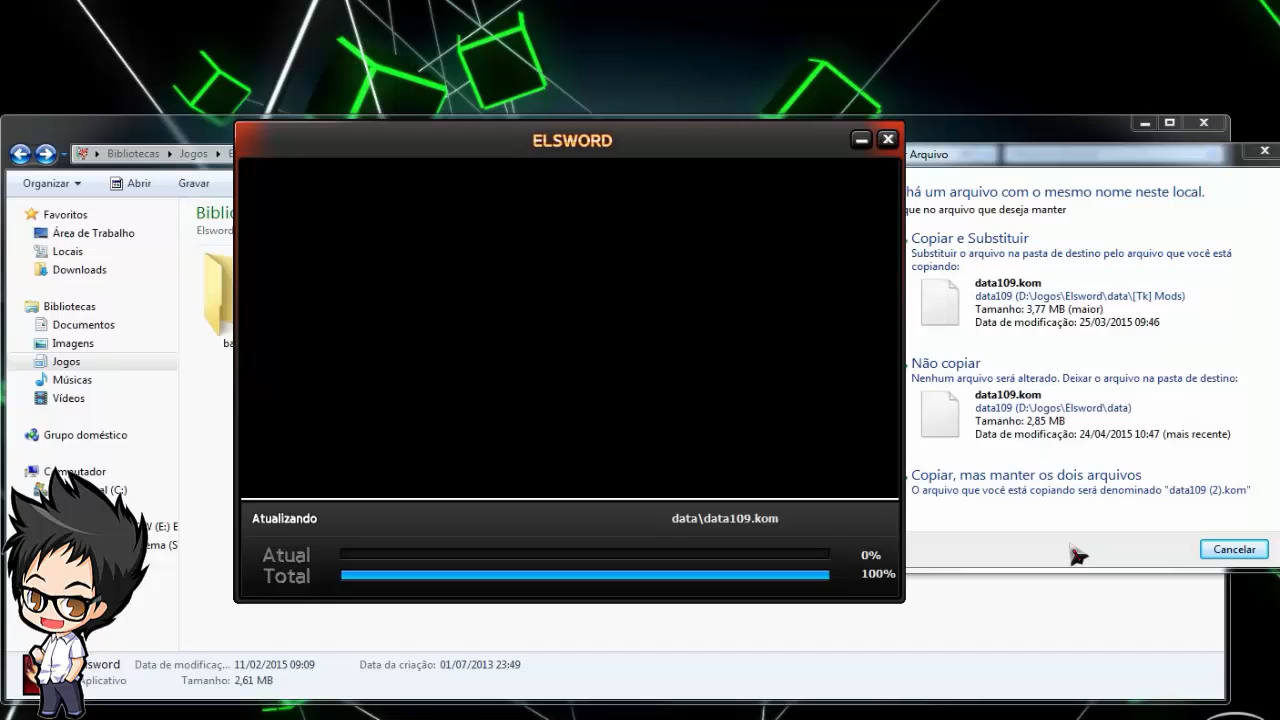 ELSWORD
Bibliotecas
Jogos
Organizar
Abrir
Gravar
Favoritos
Área de Trabalho
Locais
Downloads
Bibliotecas
Documentos
Imagens
Jogos
Músicas
Vídeos
Grupo doméstico
(C:)
(E:) E
Elsword
Atualizando
data\data109.kom
Atual
0%
Total
100%
Arquivo
há um arquivo com o mesmo nome neste local.
que no arquivo que deseja manter
Copiar e Substituir
Substituir o arquivo na pasta de destino pelo arquivo que você está
copiando:
data109.kom
data109 (D:\Jogos\Elsword\data\[Tk] Mods)
Tamanho: 3,77 MB (maior)
Data de modificação: 25/03/2015 09:46
Não copiar
Nenhum arquivo será alterado. Deixar o arquivo na pasta de destino:
data109.kom
data109 (D:\Jogos\Elsword\data)
Tamanho: 2,85 MB
Data de modificação: 24/04/2015 10:47 (mais recente)
Copiar, mas manter os dois arquivos
O arquivo que você está copiando será denominado "data109 (2).kom"
Cancelar
sword Data de modificaç... 11/02/2015 09:09 Data da criação: 01/07/2013 23:49
plicativo Tamanho: 2,61 MB